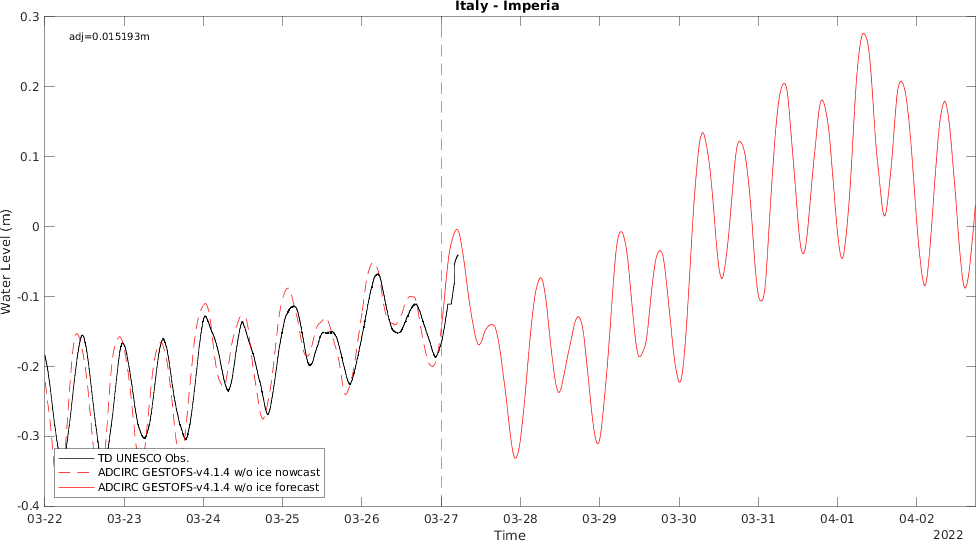 Italy - Imperia
adj=0.015193m
0.3
0.2
0.1
0
-0.1
-0.2
-0.3
-0.4
Water Level (m)
TD UNESCO Obs.
ADCIRC GESTOFS-v4.1.4 w/o ice nowcast
ADCIRC GESTOFS-v4.1.4 w/o ice forecast
03-22 03-23 03-24 03-25 03-26 03-27 03-28 03-29 03-30 03-31 04-01 04-02
Time
2022